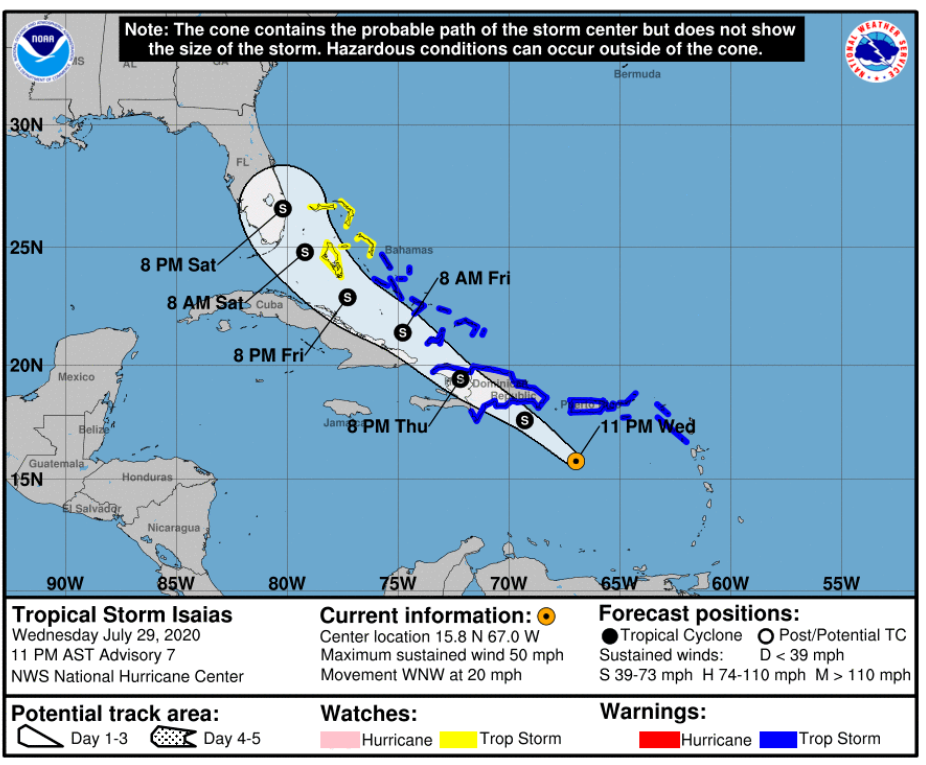 Note: The cone contains the probable path of the storm center but does not show
the size of the storm. Hazardous conditions can occur outside of the cone.
NOAA
NATIONAL WEATHER SERVICE
MS
AL
GA
Bermuda
30N
FL
25N
Bahamas
8 PM Sat
8 AM Fri
S
S
S
S
S
S
8 AM Sat
Cuba
8 PM Fri
20N
Mexico
Dominican
Republic
Jamaica
8 PM Thu
11 PM Wed
Belize
Guatemala
15N
Honduras
El Salvador
Nicaragua
90W 85W 80W 75W 70W 65W 60W 55W
Tropical Storm Isaias
Wednesday July 29, 2020
11 PM AST Advisory 7
NWS National Hurricane Center
Current information:
Center location 15.8 N 67.0 W
Maximum sustained wind 50 mph
Movement WNW at 20 mph
Forecast positions:
Tropical Cyclone Post/Potential TC
Sustained winds: D < 39 mph
S 39-73 mph H 74-110 mph M > 110 mph
Potential track area:
Day 1-3 Day 4-5
Watches:
Hurricane Trop Storm
Warnings:
Hurricane Trop Storm